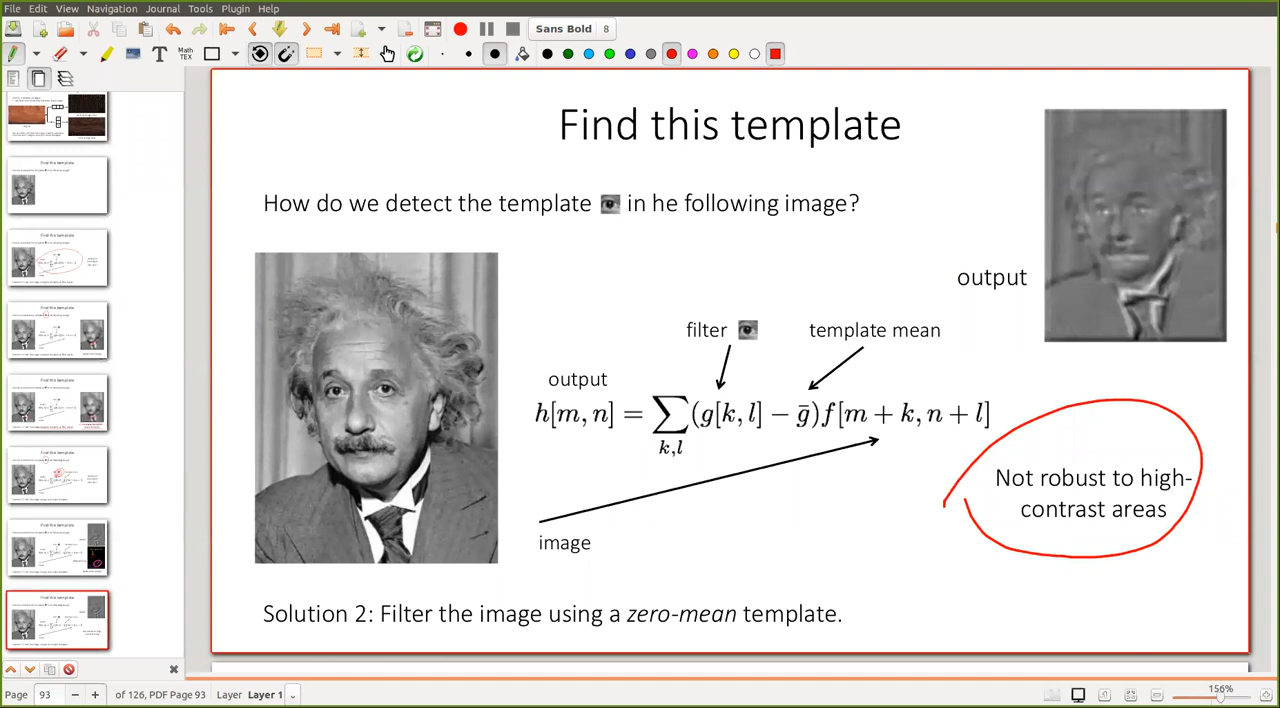 File Edit View Navigation Journal Tools Plugin Help
Sans Bold 8
Math
TEX
Find this template
How do we detect the template in he following image?
output
filter
template mean
output
h[m, n] = ∑ (g[k, l] − ḡ)f[m + k, n + l]
k,l
Not robust to high-
contrast areas
image
Solution 2: Filter the image using a zero-mean template.
Page 93 − + of 126, PDF Page 93 Layer Layer 1
156%